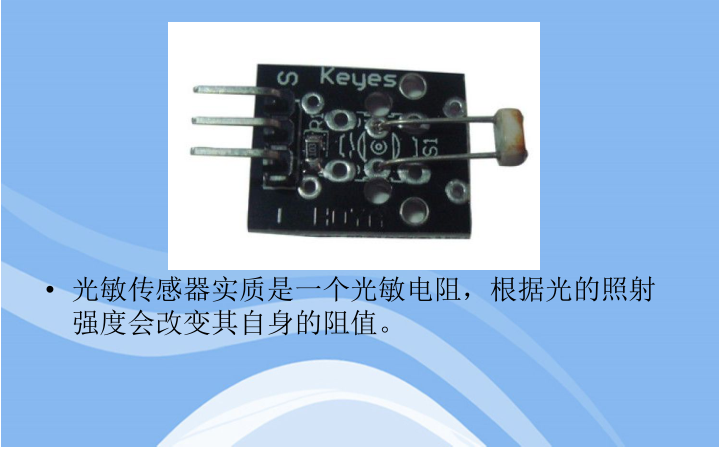 S Keyes
R1
S1
–
• 光敏传感器实质是一个光敏电阻，根据光的照射
强度会改变其自身的阻值。